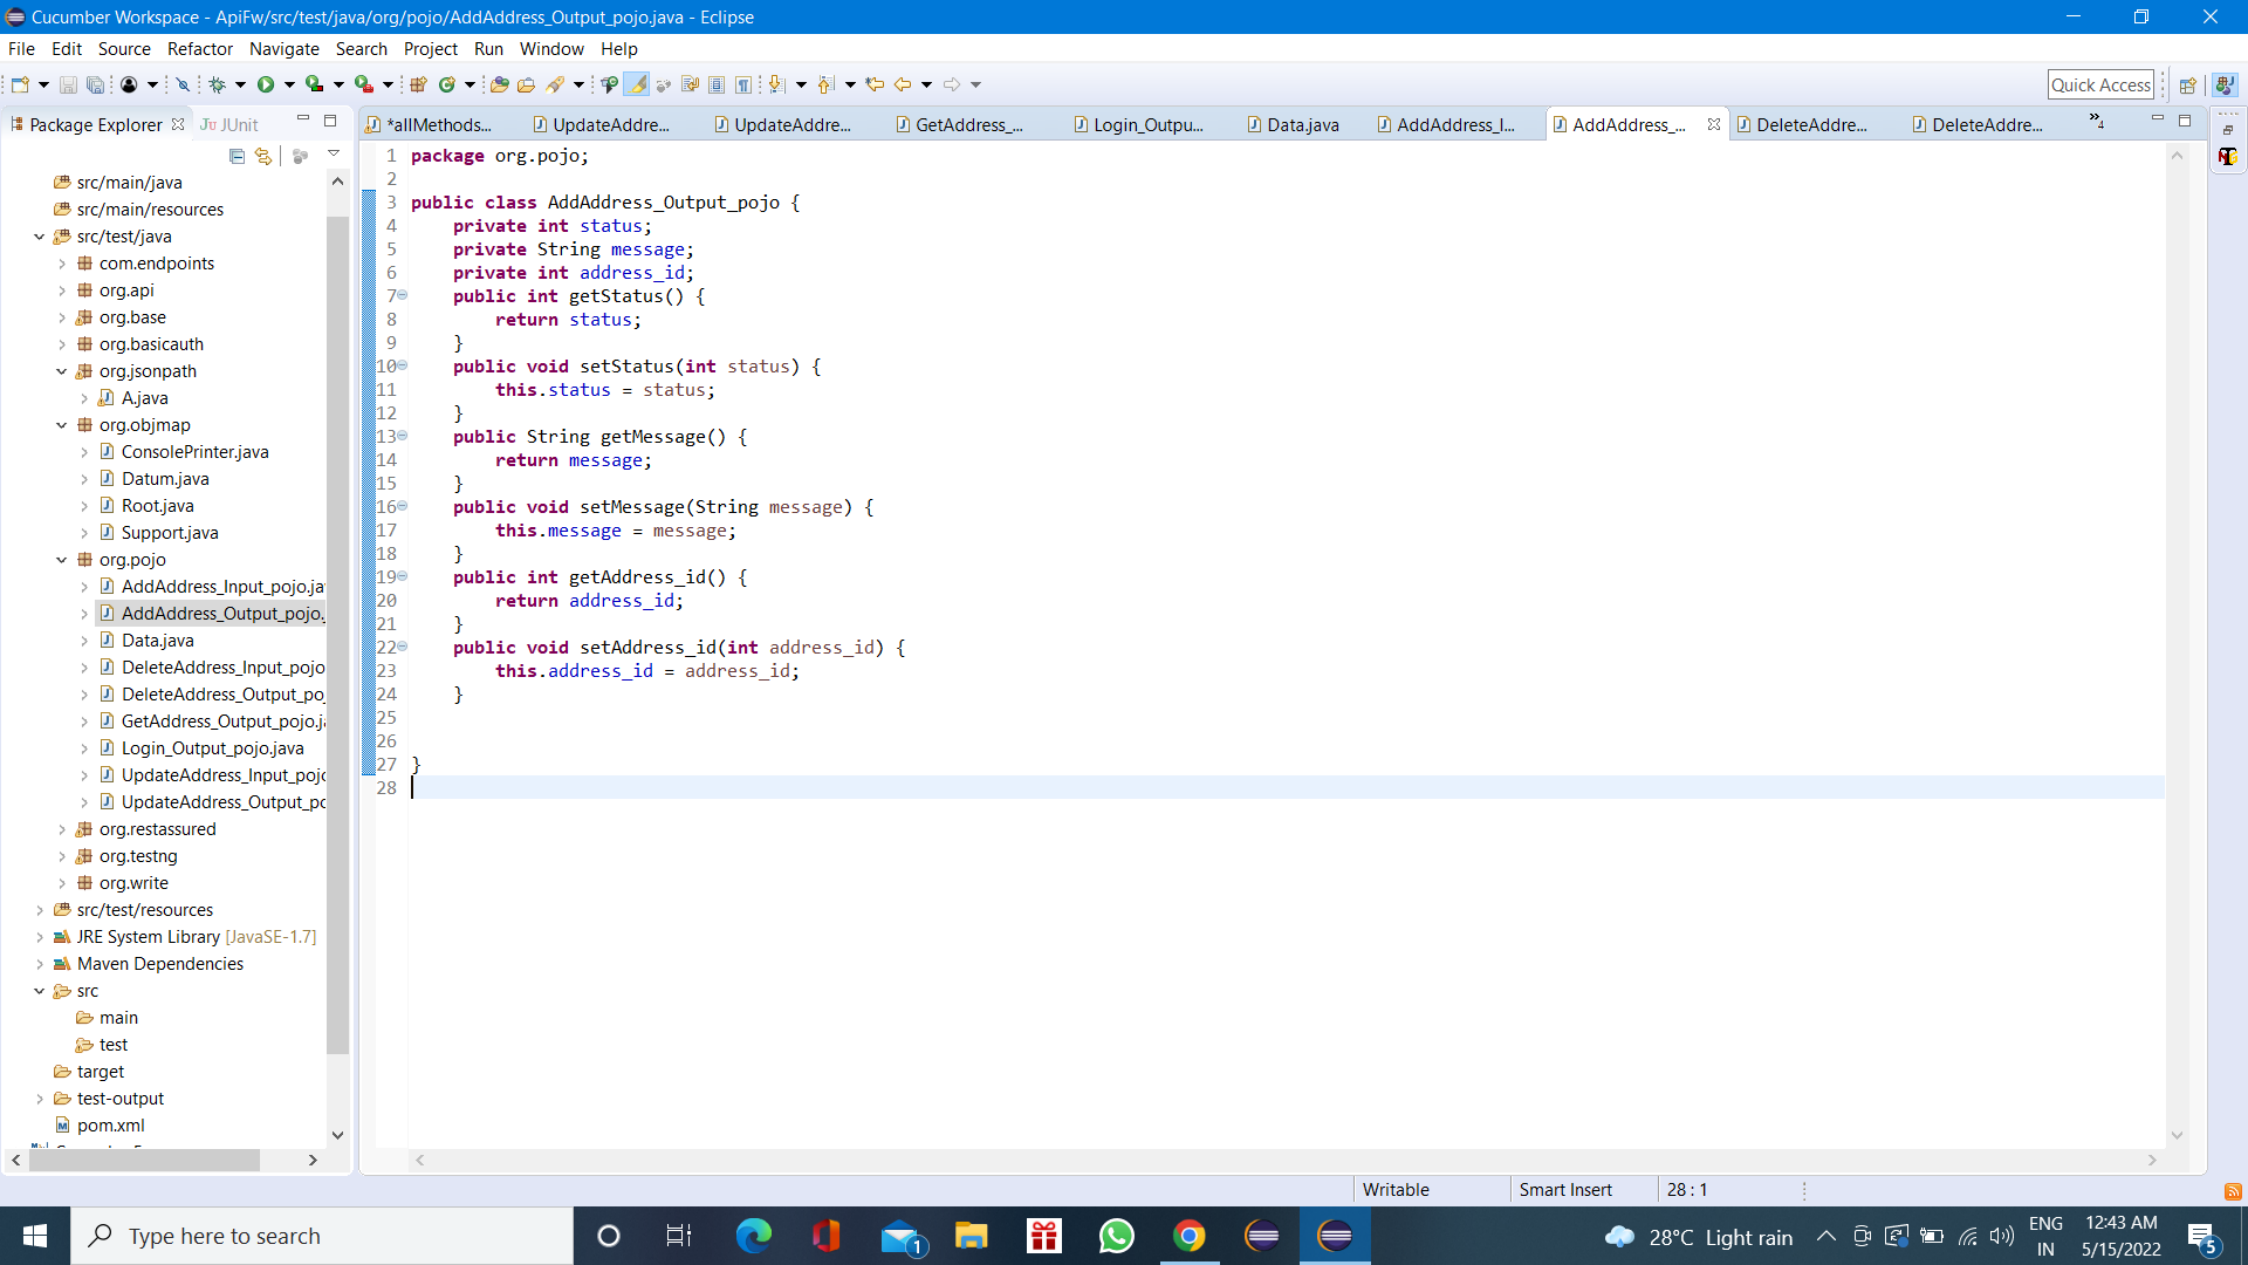 Cucumber Workspace - ApiFw/src/test/java/org/pojo/AddAddress_Output_pojo.java - Eclipse
File Edit Source Refactor Navigate Search Project Run Window Help
Quick Access
Package Explorer JUnit
*allMethods... UpdateAddre... UpdateAddre... GetAddress_... Login_Outpu... Data.java AddAddress_I... AddAddress_... DeleteAddre... DeleteAddre... »4
src/main/java
src/main/resources
src/test/java
com.endpoints
org.api
org.base
org.basicauth
org.jsonpath
A.java
org.objmap
ConsolePrinter.java
Datum.java
Root.java
Support.java
org.pojo
AddAddress_Input_pojo.ja
AddAddress_Output_pojo.
Data.java
DeleteAddress_Input_pojo
DeleteAddress_Output_po
GetAddress_Output_pojo.j
Login_Output_pojo.java
UpdateAddress_Input_pojo
UpdateAddress_Output_po
org.restassured
org.testng
org.write
src/test/resources
JRE System Library [JavaSE-1.7]
Maven Dependencies
src
main
test
target
test-output
pom.xml
1 package org.pojo;
2
3 public class AddAddress_Output_pojo {
4 private int status;
5 private String message;
6 private int address_id;
7 public int getStatus() {
8 return status;
9 }
10 public void setStatus(int status) {
11 this.status = status;
12 }
13 public String getMessage() {
14 return message;
15 }
16 public void setMessage(String message) {
17 this.message = message;
18 }
19 public int getAddress_id() {
20 return address_id;
21 }
22 public void setAddress_id(int address_id) {
23 this.address_id = address_id;
24 }
25
26
27 }
28
Writable Smart Insert 28 : 1
Type here to search
1
28°C Light rain
ENG
IN
12:43 AM
5/15/2022
5